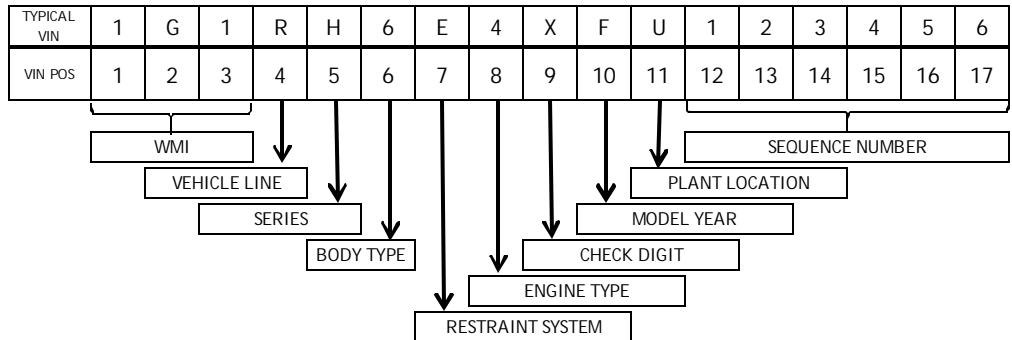 TYPICAL VIN 1 G 1 R H 6 E 4 X F U 1 2 3 4 5 6
VIN POS 1 2 3 4 5 6 7 8 9 10 11 12 13 14 15 16 17
WMI SEQUENCE NUMBER
VEHICLE LINE PLANT LOCATION
SERIES MODEL YEAR
BODY TYPE CHECK DIGIT
ENGINE TYPE
RESTRAINT SYSTEM